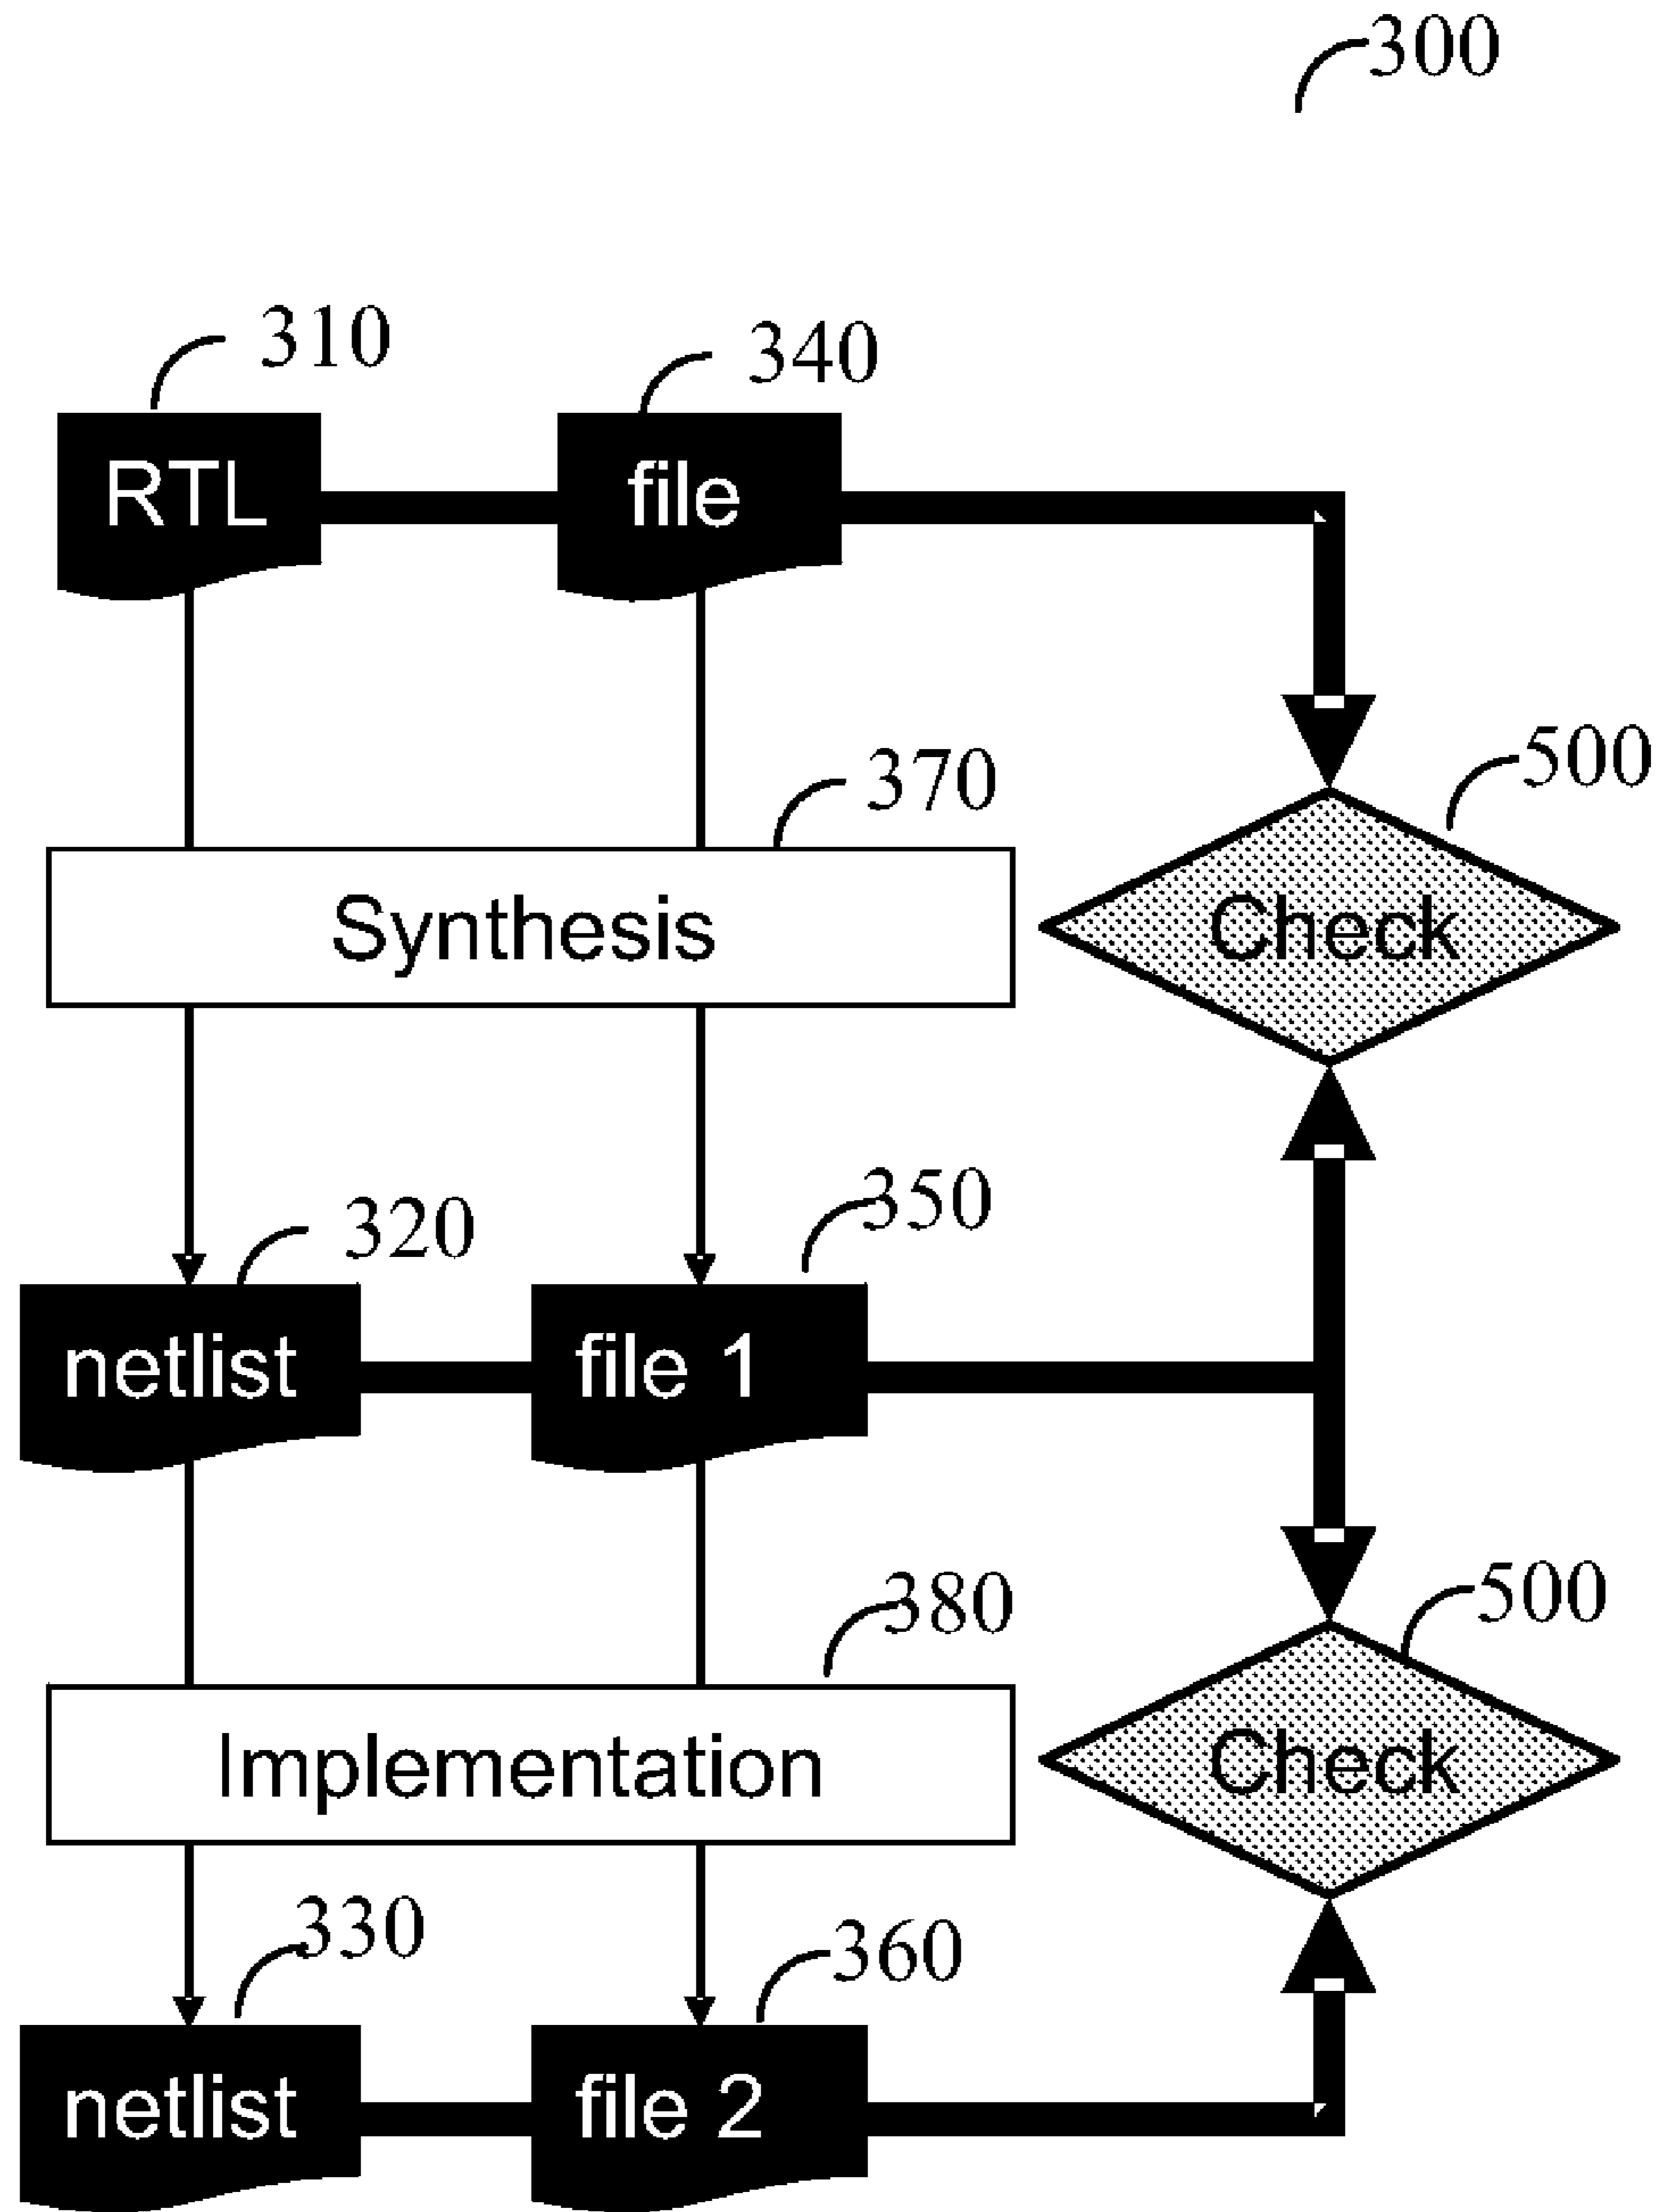 300
310
340
RTL
file
370
500
Synthesis
Check
320
350
netlist
file 1
380
500
Implementation
Check
330
360
netlist
file 2